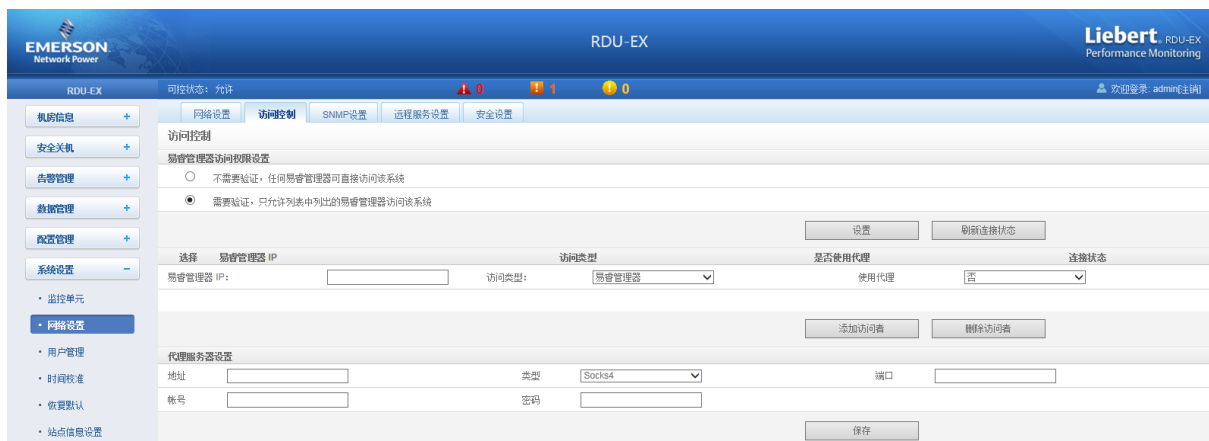 EMERSON
Network Power
RDU-EX
Liebert RDU-EX
Performance Monitoring
RDU-EX
可控状态：允许
0
1
0
欢迎登录: admin[注销]
机房信息 +
安全关机 +
告警管理 +
数据管理 +
配置管理 +
系统设置 −
• 监控单元
• 网络设置
• 用户管理
• 时间校准
• 恢复默认
• 站点信息设置
网络设置 访问控制 SNMP设置 远程服务设置 安全设置
访问控制
易睿管理器访问权限设置
不需要验证，任何易睿管理器可直接访问该系统
需要验证，只允许列表中列出的易睿管理器访问该系统
设置 刷新连接状态
选择 易睿管理器 IP 访问类型 是否使用代理 连接状态
易睿管理器 IP： 访问类型： 易睿管理器 使用代理 否
添加访问者 删除访问者
代理服务器设置
地址 类型 Socks4 端口
帐号 密码
保存